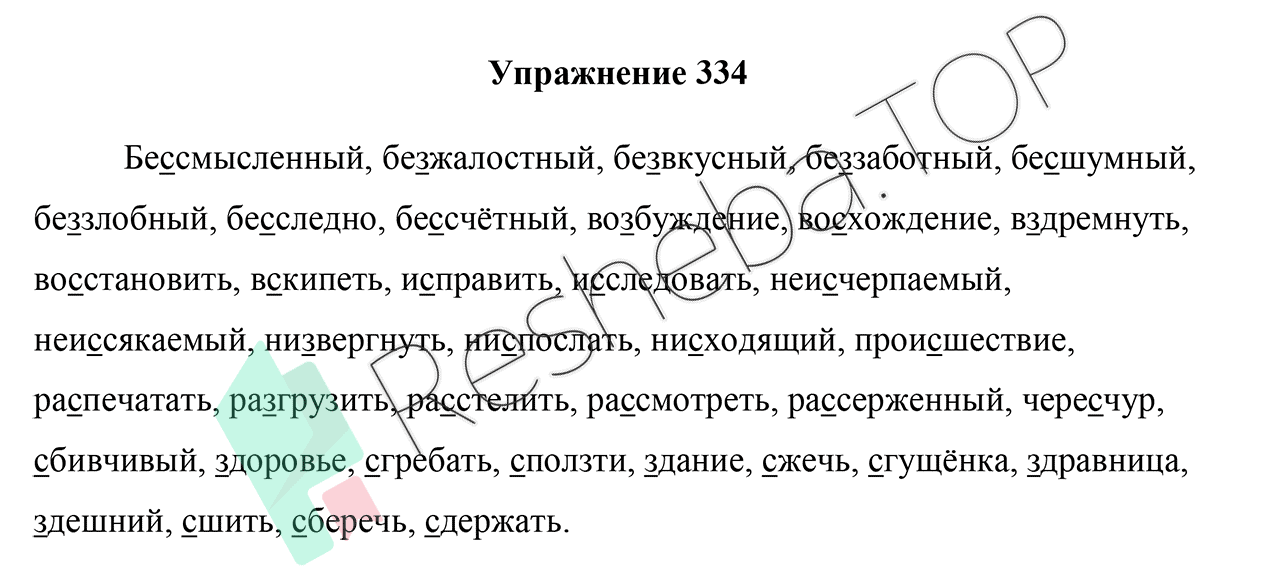 Упражнение 334
Бессмысленный, безжалостный, безвкусный, беззаботный, бесшумный,
беззлобный, бесследно, бессчётный, возбуждение, восхождение, вздремнуть,
восстановить, вскипеть, исправить, исследовать, неисчерпаемый,
неиссякаемый, низвергнуть, ниспослать, нисходящий, происшествие,
распечатать, разгрузить, расстелить, рассмотреть, рассерженный, чересчур,
сбивчивый, здоровье, сгребать, сползти, здание, сжечь, сгущёнка, здравница,
здешний, сшить, сберечь, сдержать.
Resheba.TOP